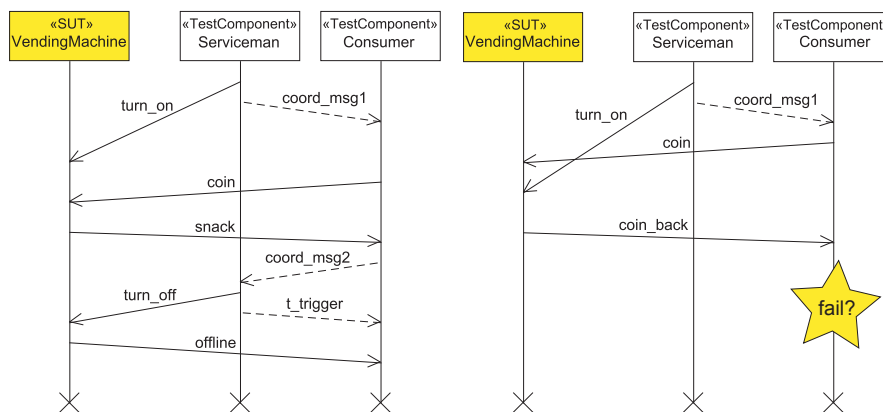 «SUT»
VendingMachine
«TestComponent»
Serviceman
«TestComponent»
Consumer
turn_on
coord_msg1
coin
snack
coord_msg2
turn_off
t_trigger
offline
«SUT»
VendingMachine
«TestComponent»
Serviceman
«TestComponent»
Consumer
coord_msg1
turn_on
coin
coin_back
fail?